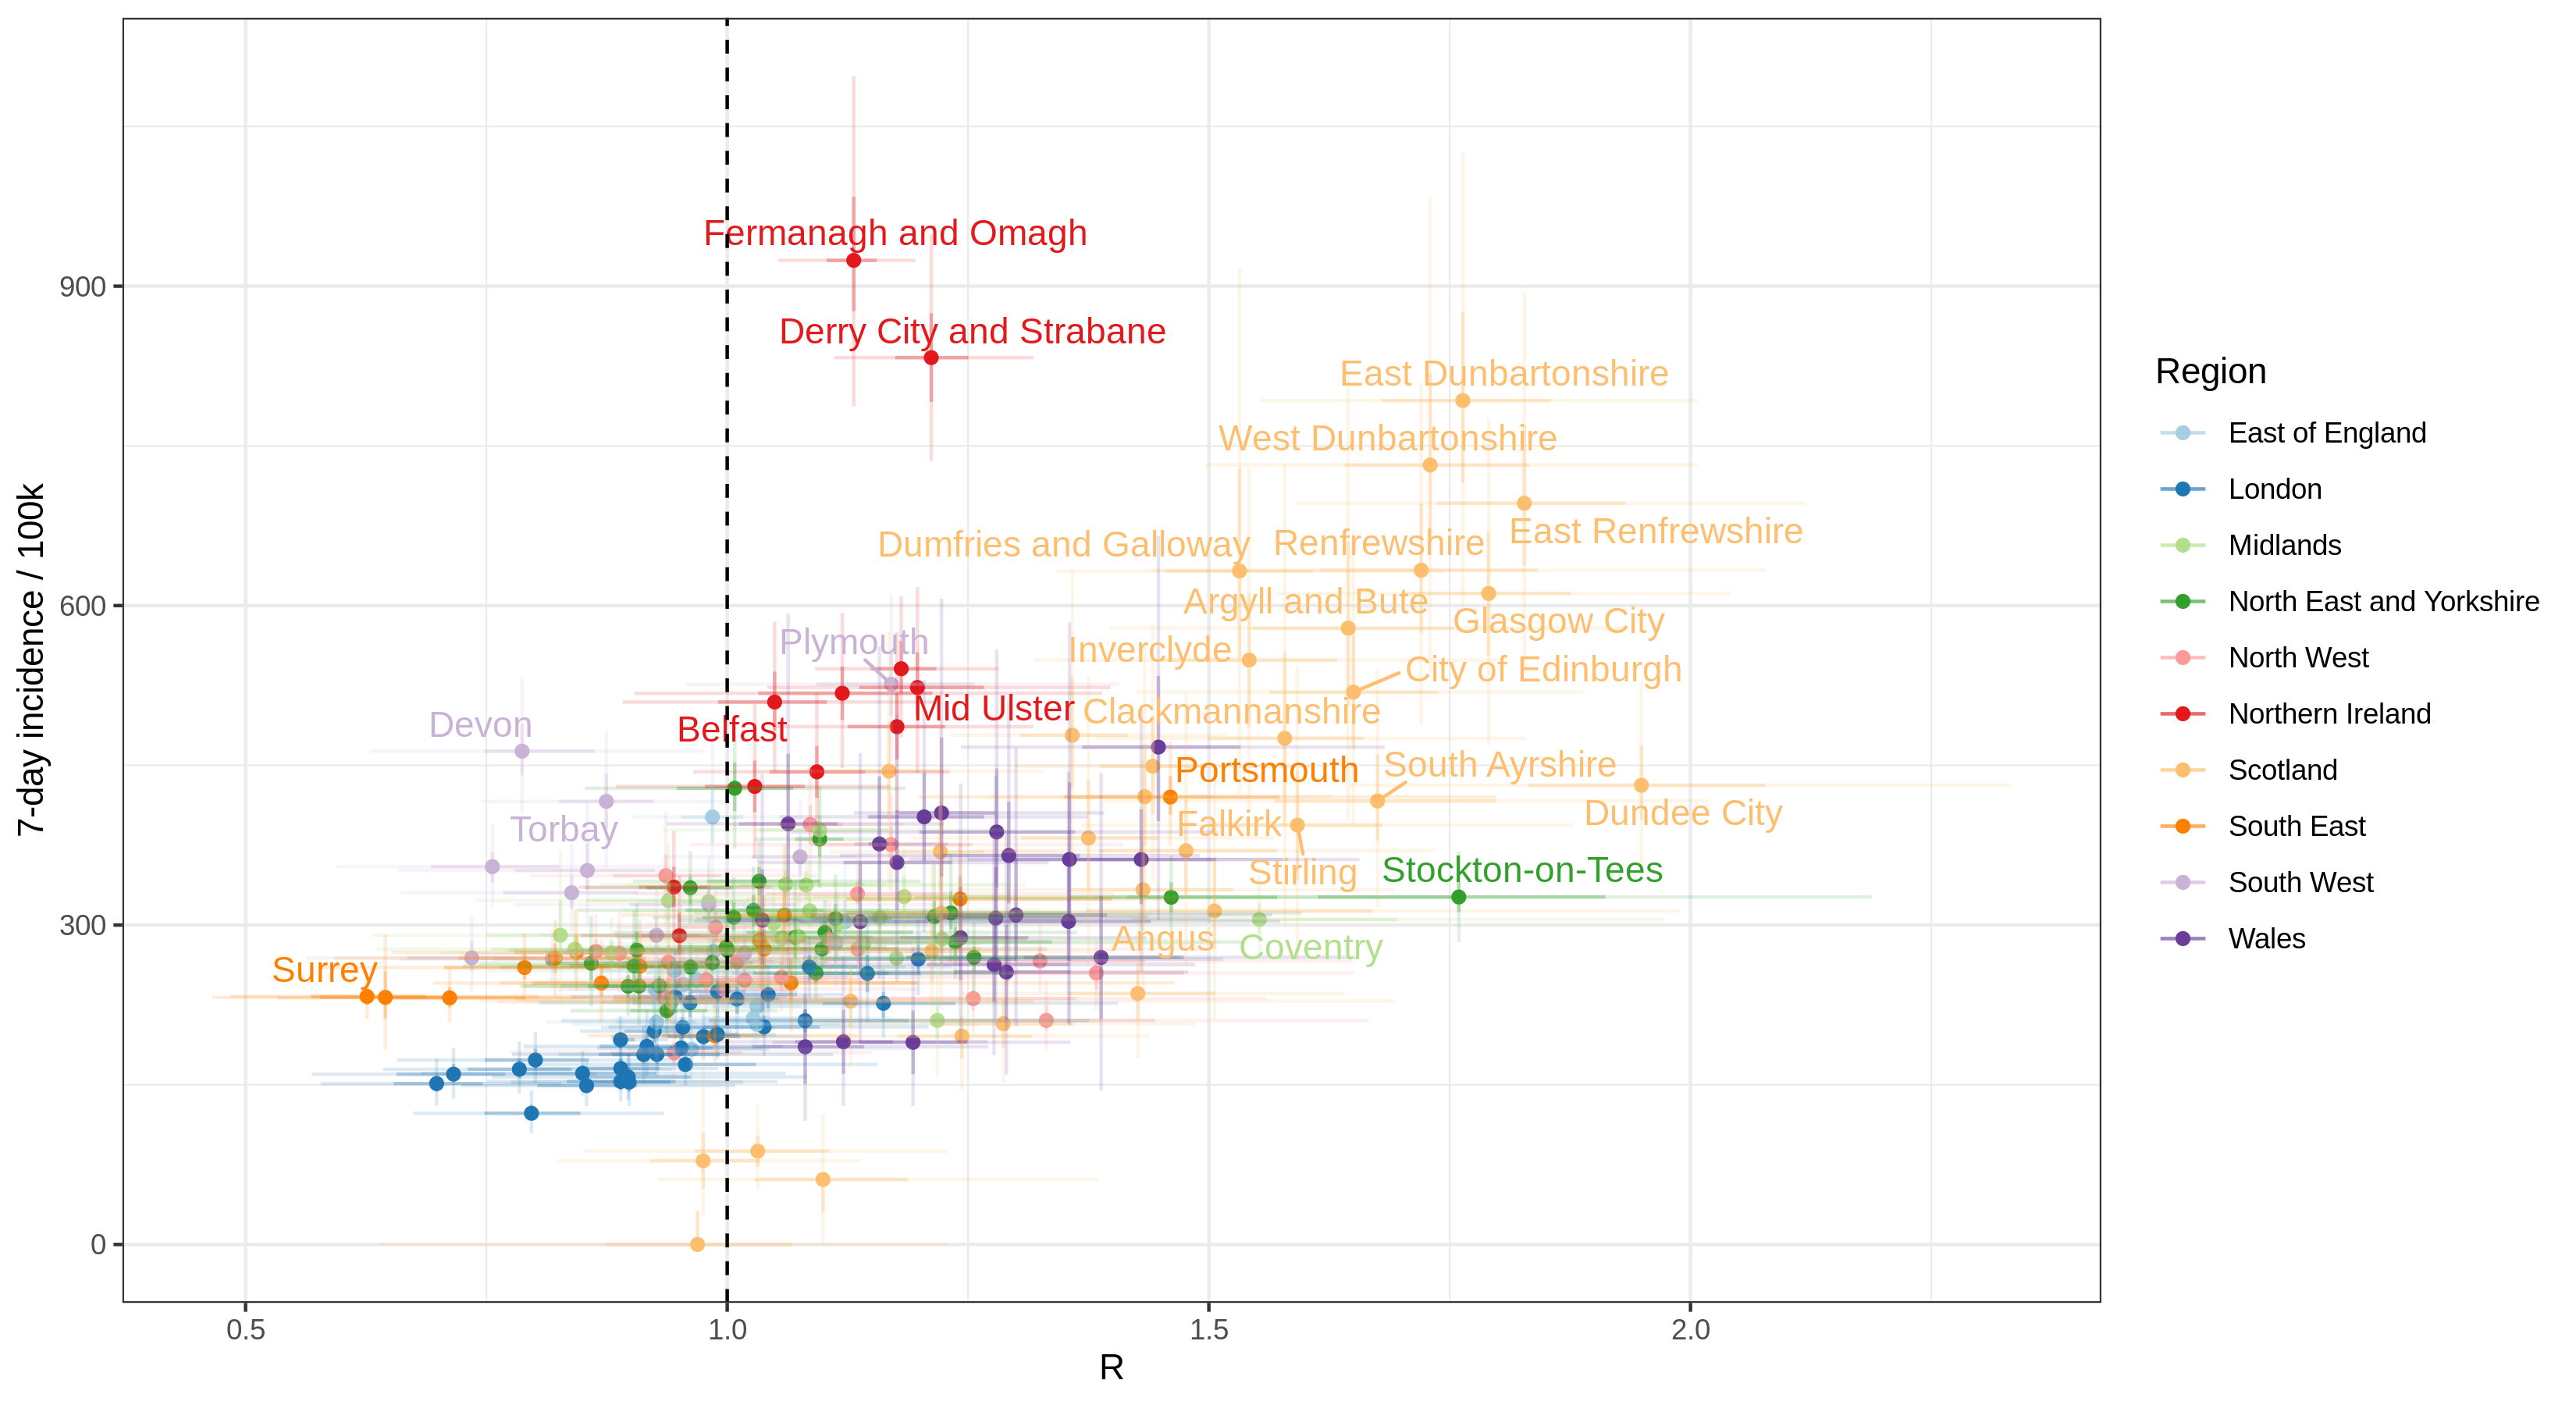 Fermanagh and Omagh
Derry City and Strabane
East Dunbartonshire
West Dunbartonshire
East Renfrewshire
Dumfries and Galloway
Renfrewshire
Argyll and Bute
Glasgow City
Plymouth
Inverclyde
City of Edinburgh
Mid Ulster
Clackmannanshire
Devon
Belfast
Portsmouth
South Ayrshire
Dundee City
Torbay
Falkirk
Stirling
Stockton-on-Tees
Angus
Coventry
Surrey
900
600
300
0
7-day incidence / 100k
0.5
1.0
1.5
2.0
R
Region
East of England
London
Midlands
North East and Yorkshire
North West
Northern Ireland
Scotland
South East
South West
Wales